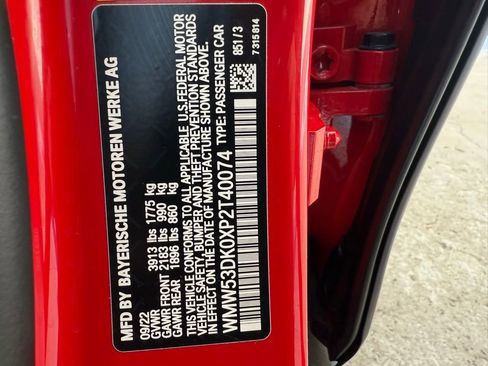 MFD BY BAYERISCHE MOTOREN WERKE AG
09/22
GVWR 3913 lbs 1775 kg
GAWR FRONT 2183 lbs 990 kg
GAWR REAR 1896 lbs 860 kg
THIS VEHICLE CONFORMS TO ALL APPLICABLE U.S. FEDERAL MOTOR
VEHICLE SAFETY, BUMPER AND THEFT PREVENTION STANDARDS
IN EFFECT ON THE DATE OF MANUFACTURE SHOWN ABOVE.
WMW53DK0XP2T40074 TYPE: PASSENGER CAR
851/3
7315814